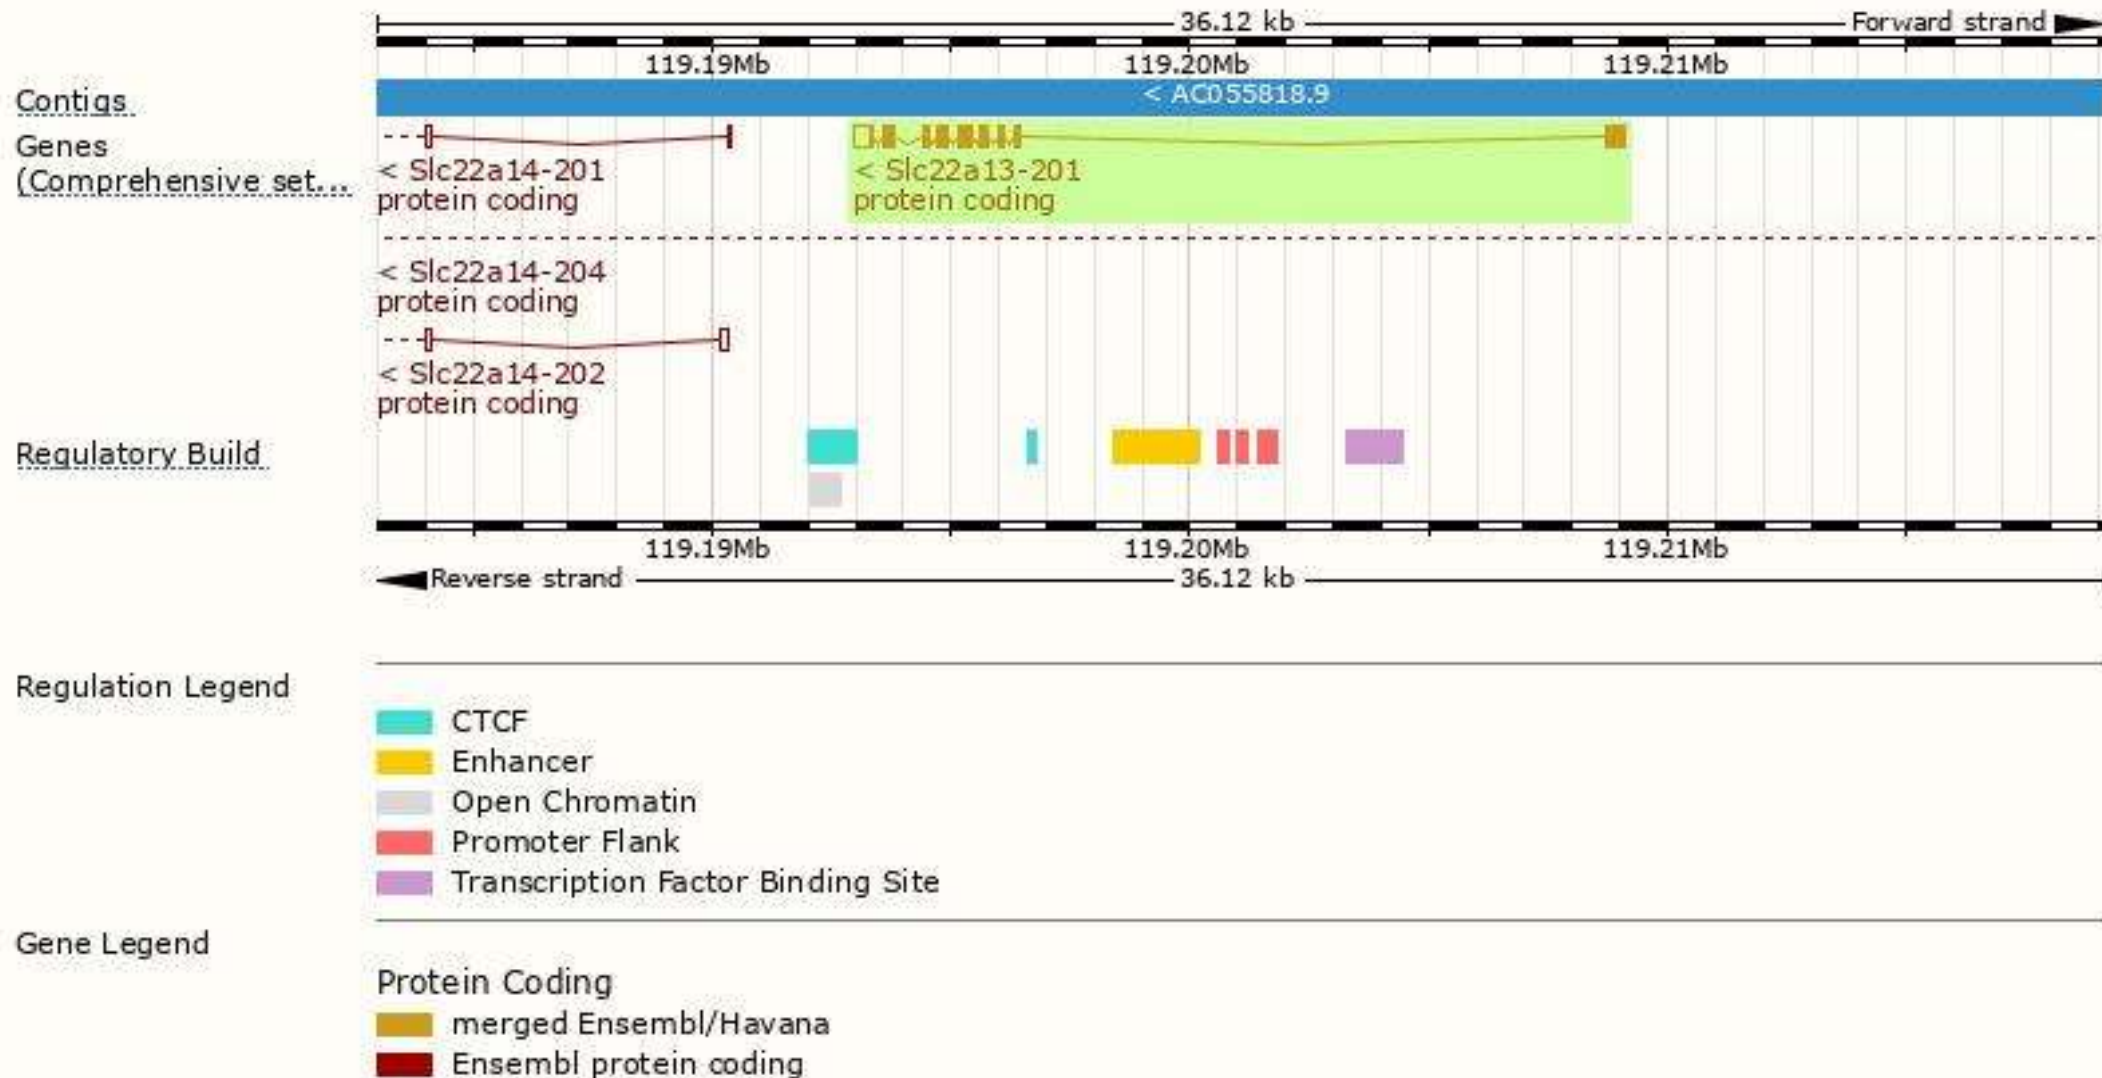 36.12 kb Forward strand
119.19Mb 119.20Mb 119.21Mb
Contigs < AC055818.9
Genes
(Comprehensive set...
< Slc22a14-201 < Slc22a13-201
protein coding protein coding
< Slc22a14-204
protein coding
< Slc22a14-202
protein coding
Regulatory Build
119.19Mb 119.20Mb 119.21Mb
Reverse strand 36.12 kb
Regulation Legend
CTCF
Enhancer
Open Chromatin
Promoter Flank
Transcription Factor Binding Site
Gene Legend
Protein Coding
merged Ensembl/Havana
Ensembl protein coding